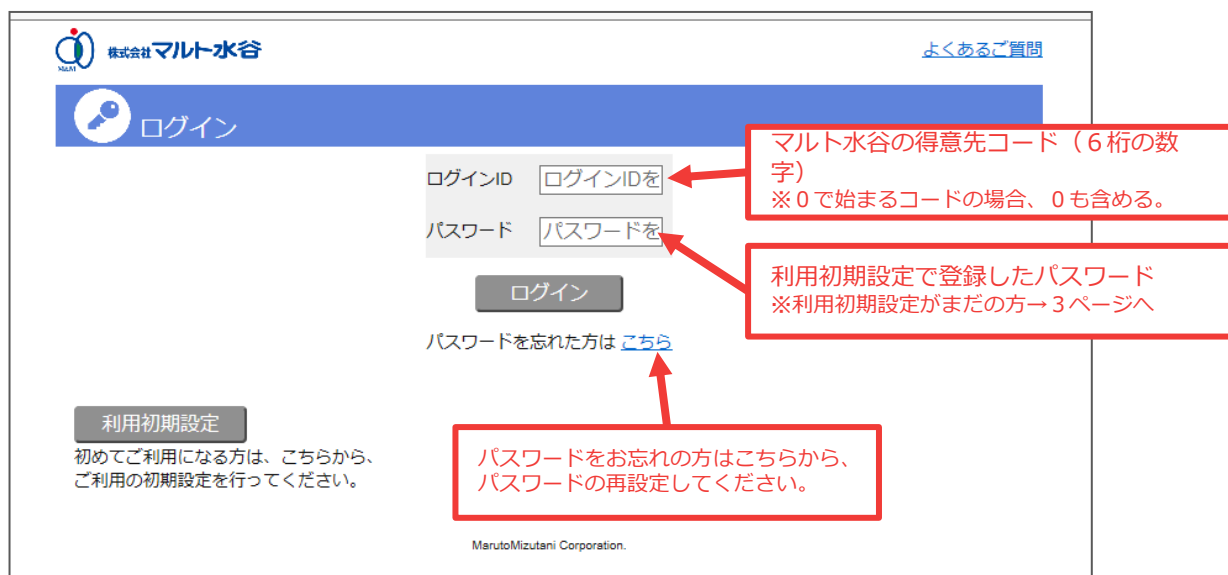 M&M
株式会社マルト水谷
よくあるご質問
ログイン
マルト水谷の得意先コード（６桁の数
字）
※０で始まるコードの場合、０も含める。
ログインID
ログインIDを
パスワード
パスワードを
利用初期設定で登録したパスワード
※利用初期設定がまだの方→３ページへ
ログイン
パスワードを忘れた方は こちら
利用初期設定
初めてご利用になる方は、こちらから、
ご利用の初期設定を行ってください。
パスワードをお忘れの方はこちらから、
パスワードの再設定してください。
MarutoMizutani Corporation.